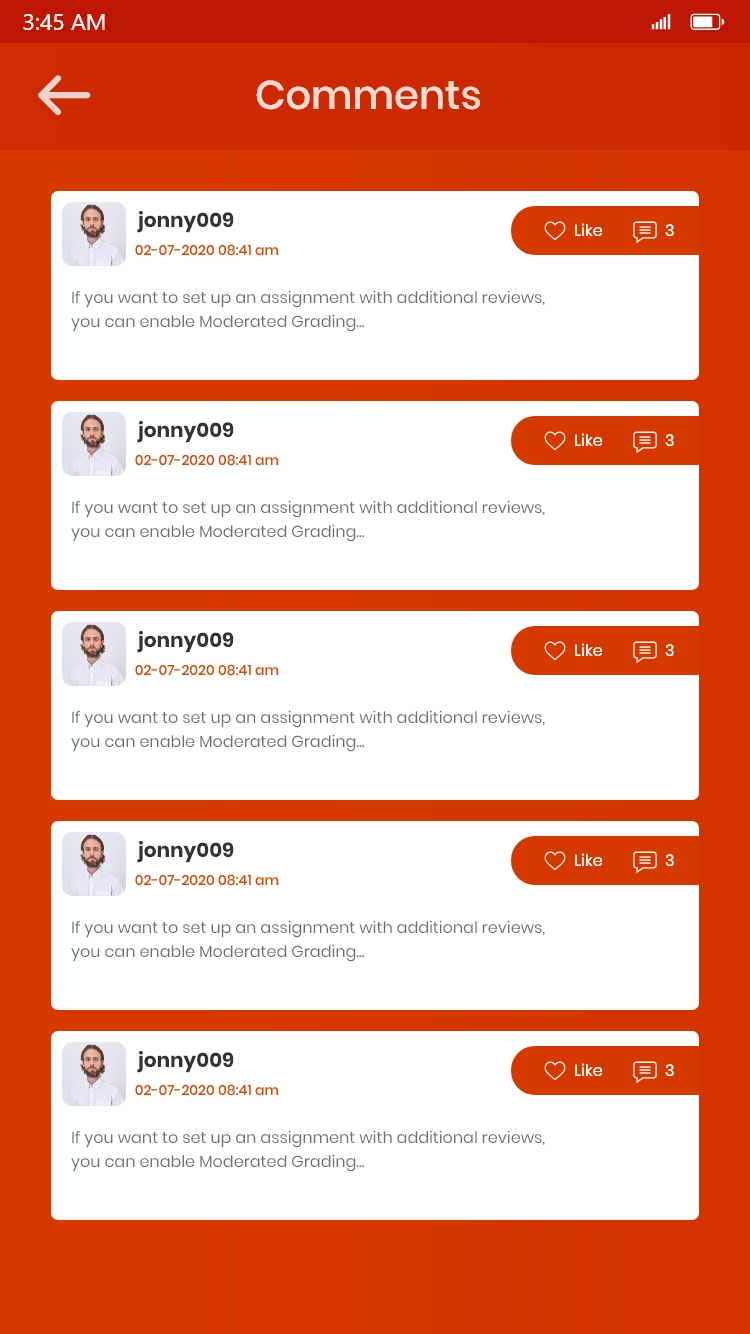 3:45 AM
Comments
jonny009
Like 3
02-07-2020 08:41 am
If you want to set up an assignment with additional reviews,
you can enable Moderated Grading...
jonny009
Like 3
02-07-2020 08:41 am
If you want to set up an assignment with additional reviews,
you can enable Moderated Grading...
jonny009
Like 3
02-07-2020 08:41 am
If you want to set up an assignment with additional reviews,
you can enable Moderated Grading...
jonny009
Like 3
02-07-2020 08:41 am
If you want to set up an assignment with additional reviews,
you can enable Moderated Grading...
jonny009
Like 3
02-07-2020 08:41 am
If you want to set up an assignment with additional reviews,
you can enable Moderated Grading...